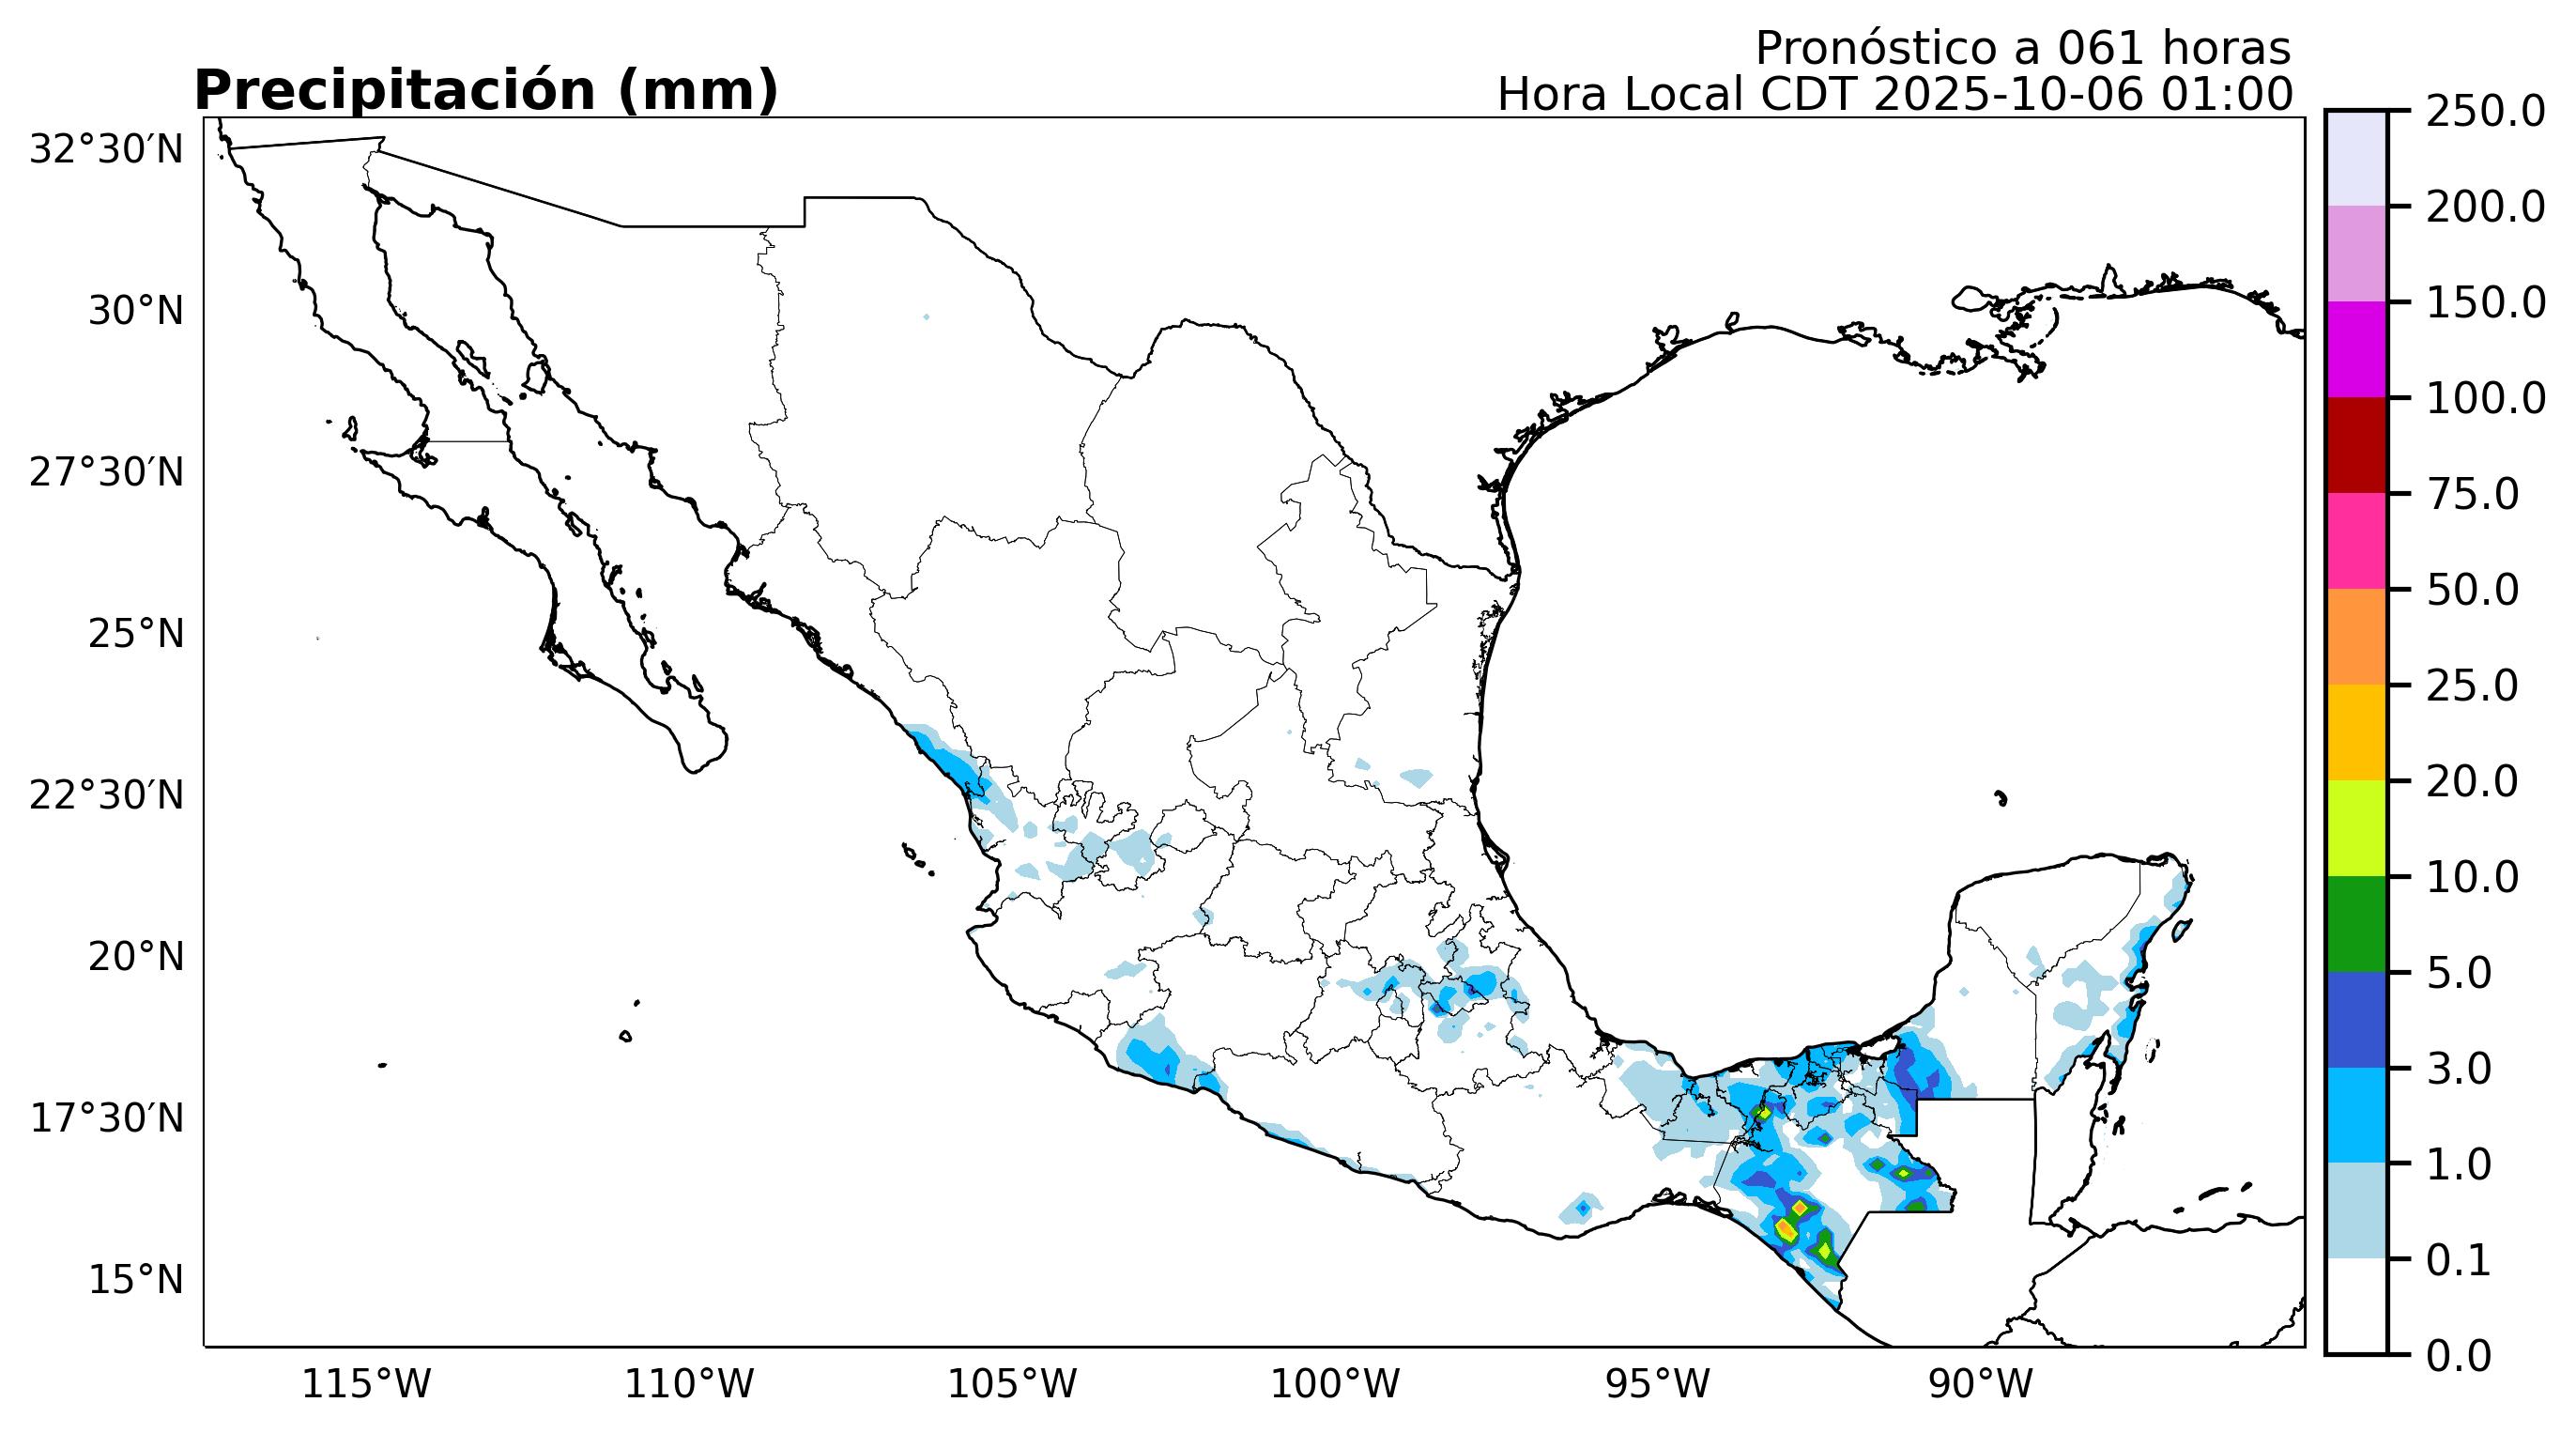 Pronóstico a 061 horas
Precipitación (mm)
Hora Local CDT 2025-10-06 01:00
32°30′N
30°N
27°30′N
25°N
22°30′N
20°N
17°30′N
15°N
115°W
110°W
105°W
100°W
95°W
90°W
250.0
200.0
150.0
100.0
75.0
50.0
25.0
20.0
10.0
5.0
3.0
1.0
0.1
0.0